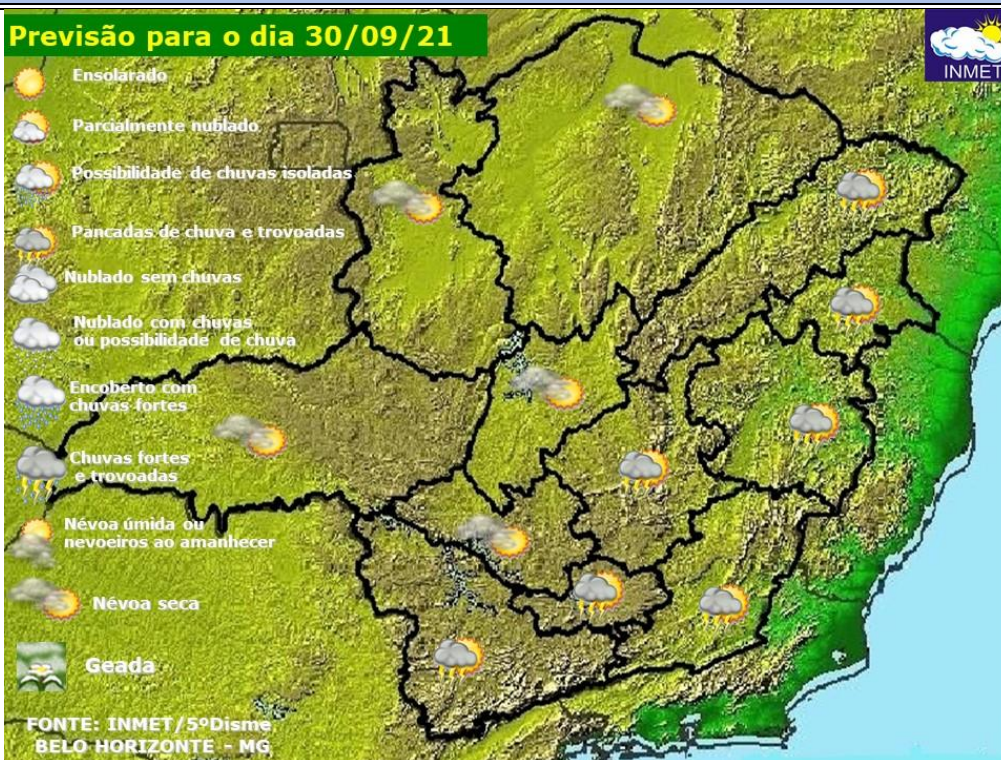 Previsão para o dia 30/09/21
INMET
Ensolarado
Parcialmente nublado
Possibilidade de chuvas isoladas
Pancadas de chuva e trovoadas
Nublado sem chuvas
Nublado com chuvas
ou possibilidade de chuva
Encoberto com
chuvas fortes
Chuvas fortes
e trovoadas
Névoa úmida ou
nevoeiros ao amanhecer
Névoa seca
Geada
FONTE: INMET/5ºDisme
BELO HORIZONTE - MG